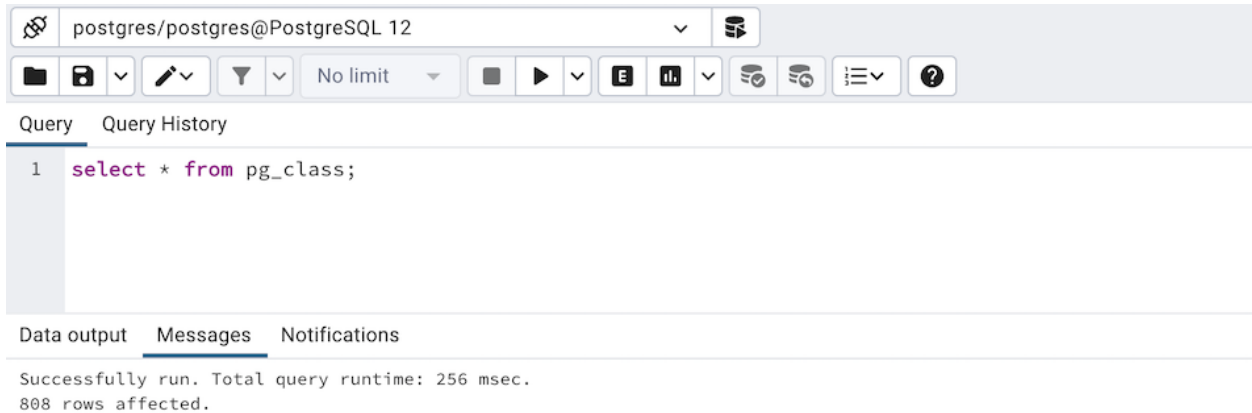 postgres/postgres@PostgreSQL 12
No limit
E
Query Query History
1 select * from pg_class;
Data output Messages Notifications
Successfully run. Total query runtime: 256 msec.
808 rows affected.